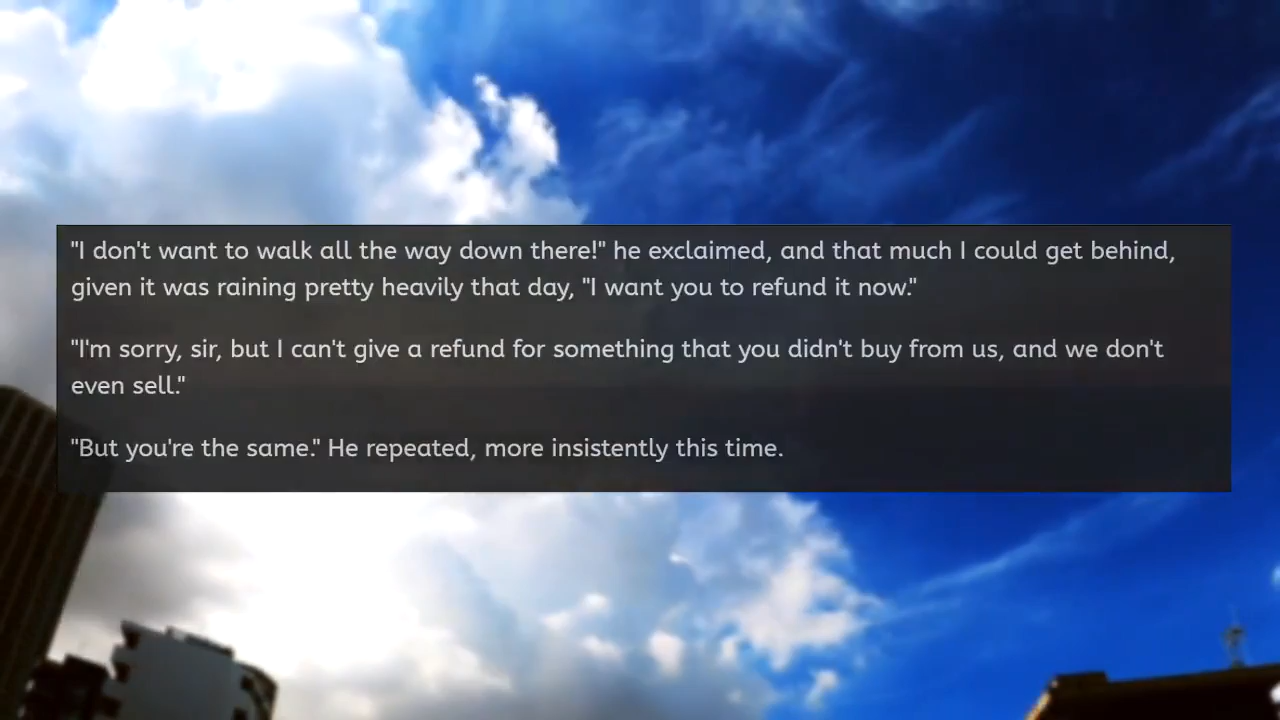 "I don't want to walk all the way down there!" he exclaimed, and that much I could get behind,
given it was raining pretty heavily that day, "I want you to refund it now."
"I'm sorry, sir, but I can't give a refund for something that you didn't buy from us, and we don't
even sell."
"But you're the same." He repeated, more insistently this time.